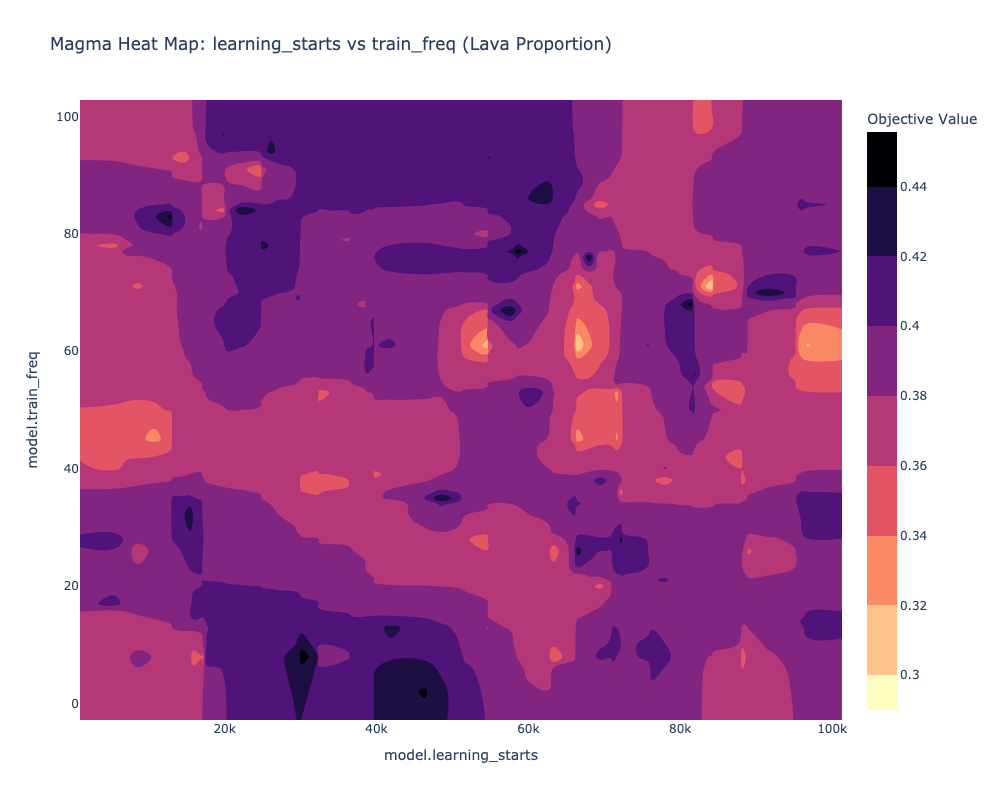 Magma Heat Map: learning_starts vs train_freq (Lava Proportion)
Objective Value
0.44
0.42
0.4
0.38
0.36
0.34
0.32
0.3
100
80
60
40
20
0
model.train_freq
20k
40k
60k
80k
100k
model.learning_starts